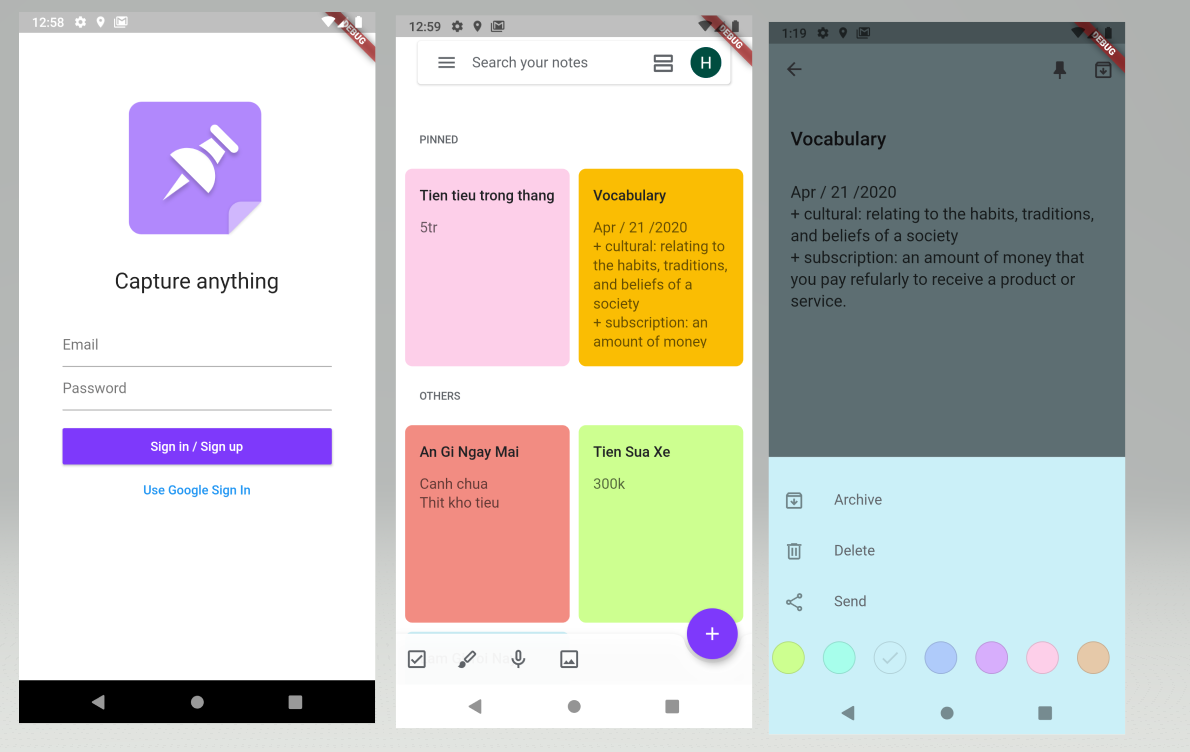 12:58
DEBUG
Capture anything
Email
Password
Sign in / Sign up
Use Google Sign In
12:59
DEBUG
Search your notes
H
PINNED
Tien tieu trong thang
5tr
Vocabulary
Apr / 21 /2020
+ cultural: relating to
the habits, traditions,
and beliefs of a
society
+ subscription: an
amount of money
OTHERS
An Gi Ngay Mai
Canh chua
Thit kho tieu
Tien Sua Xe
300k
1:19
DEBUG
Vocabulary
Apr / 21 /2020
+ cultural: relating to the habits, traditions,
and beliefs of a society
+ subscription: an amount of money that
you pay refularly to receive a product or
service.
Archive
Delete
Send